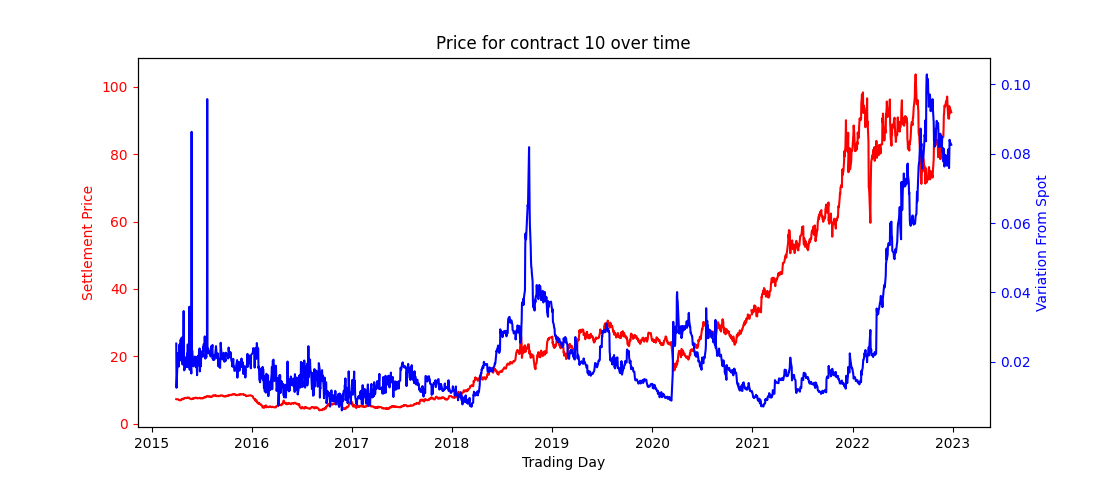 Price for contract 10 over time
Settlement Price
100
80
60
40
20
0
0.10
0.08
0.06
0.04
0.02
Variation From Spot
2015 2016 2017 2018 2019 2020 2021 2022 2023
Trading Day